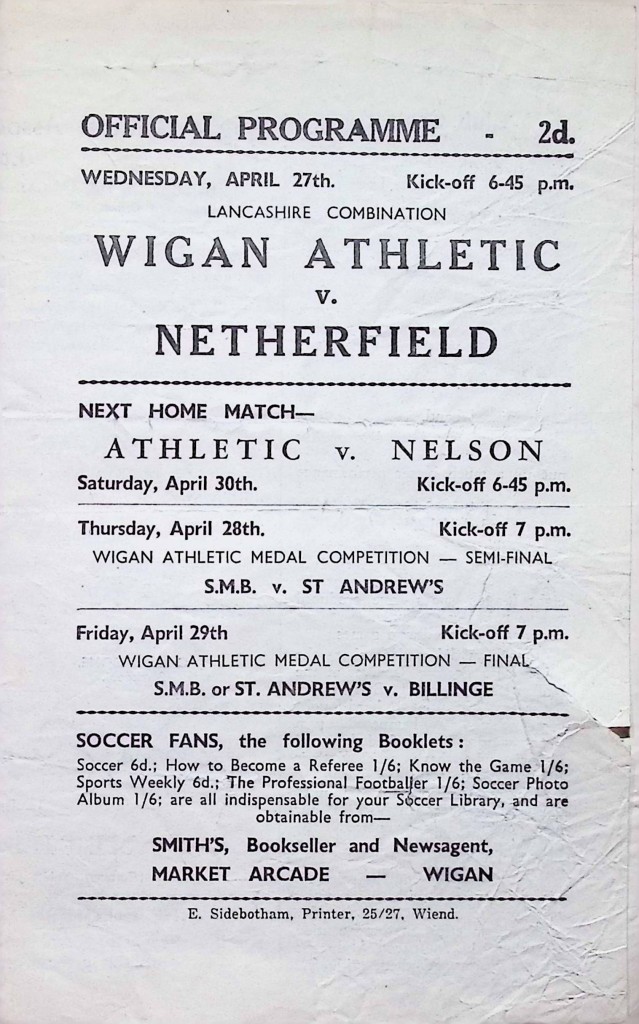 OFFICIAL PROGRAMME - 2d.
WEDNESDAY, APRIL 27th. Kick-off 6-45 p.m.
LANCASHIRE COMBINATION
WIGAN ATHLETIC
v.
NETHERFIELD
NEXT HOME MATCH—
ATHLETIC v. NELSON
Saturday, April 30th. Kick-off 6-45 p.m.
Thursday, April 28th. Kick-off 7 p.m.
WIGAN ATHLETIC MEDAL COMPETITION — SEMI-FINAL
S.M.B. v. ST ANDREW'S
Friday, April 29th Kick-off 7 p.m.
WIGAN ATHLETIC MEDAL COMPETITION — FINAL
S.M.B. or ST. ANDREW'S v. BILLINGE
SOCCER FANS, the following Booklets :
Soccer 6d.; How to Become a Referee 1/6; Know the Game 1/6;
Sports Weekly 6d.; The Professional Footballer 1/6; Soccer Photo
Album 1/6; are all indispensable for your Soccer Library, and are
obtainable from—
SMITH'S, Bookseller and Newsagent,
MARKET ARCADE — WIGAN
E. Sidebotham, Printer, 25/27, Wiend.